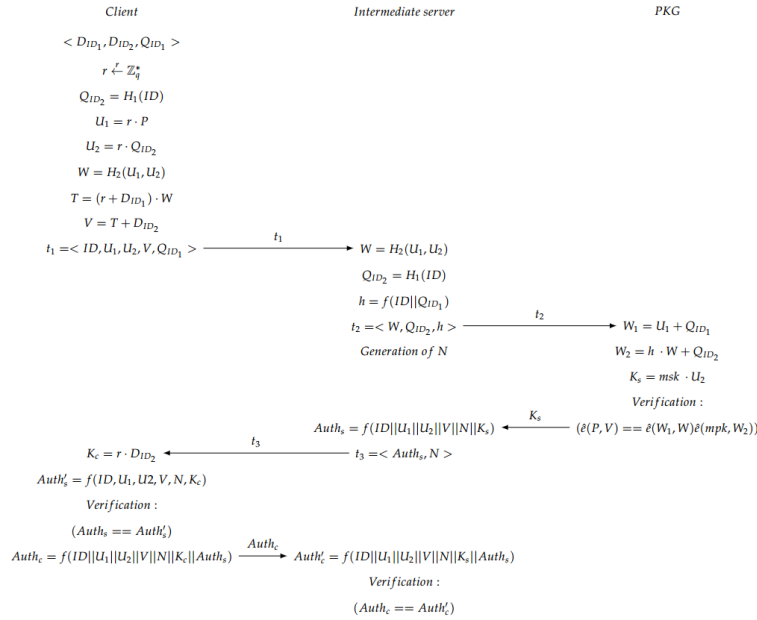 Client Intermediate server PKG
< D_{ID_1}, D_{ID_2}, Q_{ID_1} >
r \xleftarrow{r} ℤ_q^*
Q_{ID_2} = H_1(ID)
U_1 = r · P
U_2 = r · Q_{ID_2}
W = H_2(U_1, U_2)
T = (r + D_{ID_1}) · W
V = T + D_{ID_2}
t_1 =< ID, U_1, U_2, V, Q_{ID_1} > t_1 W = H_2(U_1, U_2)
Q_{ID_2} = H_1(ID)
h = f(ID||Q_{ID_1})
t_2 =< W, Q_{ID_2}, h > t_2 W_1 = U_1 + Q_{ID_1}
Generation of N W_2 = h · W + Q_{ID_2}
K_s = msk · U_2
Verification :
Auth_s = f(ID||U_1||U_2||V||N||K_s) K_s (ê(P, V) == ê(W_1, W)ê(mpk, W_2))
K_c = r · D_{ID_2} t_3 t_3 =< Auth_s, N >
Auth'_s = f(ID, U_1, U2, V, N, K_c)
Verification :
(Auth_s == Auth'_s)
Auth_c = f(ID||U_1||U_2||V||N||K_c||Auth_s) Auth_c Auth'_c = f(ID||U_1||U_2||V||N||K_s||Auth_s)
Verification :
(Auth_c == Auth'_c)